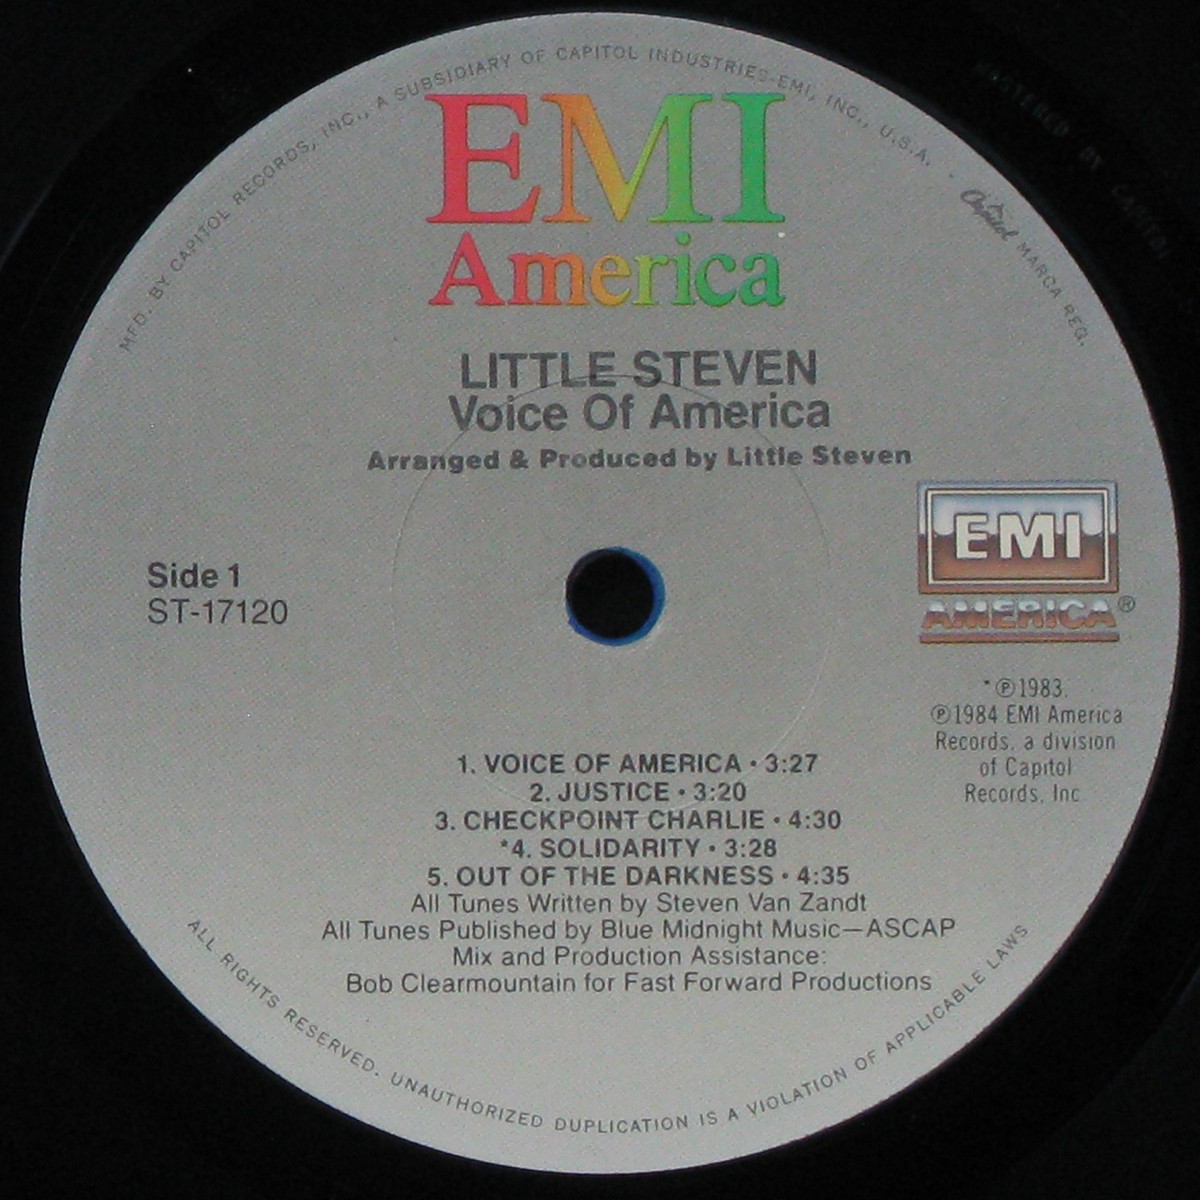 MFD. BY CAPITOL RECORDS, INC., A SUBSIDIARY OF CAPITOL INDUSTRIES-EMI, INC., U.S.A. · Capitol MARCA REG.
MASTERED BY CAPITOL
EMI
America
LITTLE STEVEN
Voice Of America
Arranged & Produced by Little Steven
EMI
AMERICA®
Side 1
ST-17120
*℗1983.
℗1984 EMI America
Records, a division
of Capitol
Records, Inc
1. VOICE OF AMERICA • 3:27
2. JUSTICE • 3:20
3. CHECKPOINT CHARLIE • 4:30
*4. SOLIDARITY • 3:28
5. OUT OF THE DARKNESS • 4:35
All Tunes Written by Steven Van Zandt
All Tunes Published by Blue Midnight Music—ASCAP
Mix and Production Assistance:
Bob Clearmountain for Fast Forward Productions
ALL RIGHTS RESERVED. UNAUTHORIZED DUPLICATION IS A VIOLATION OF APPLICABLE LAWS